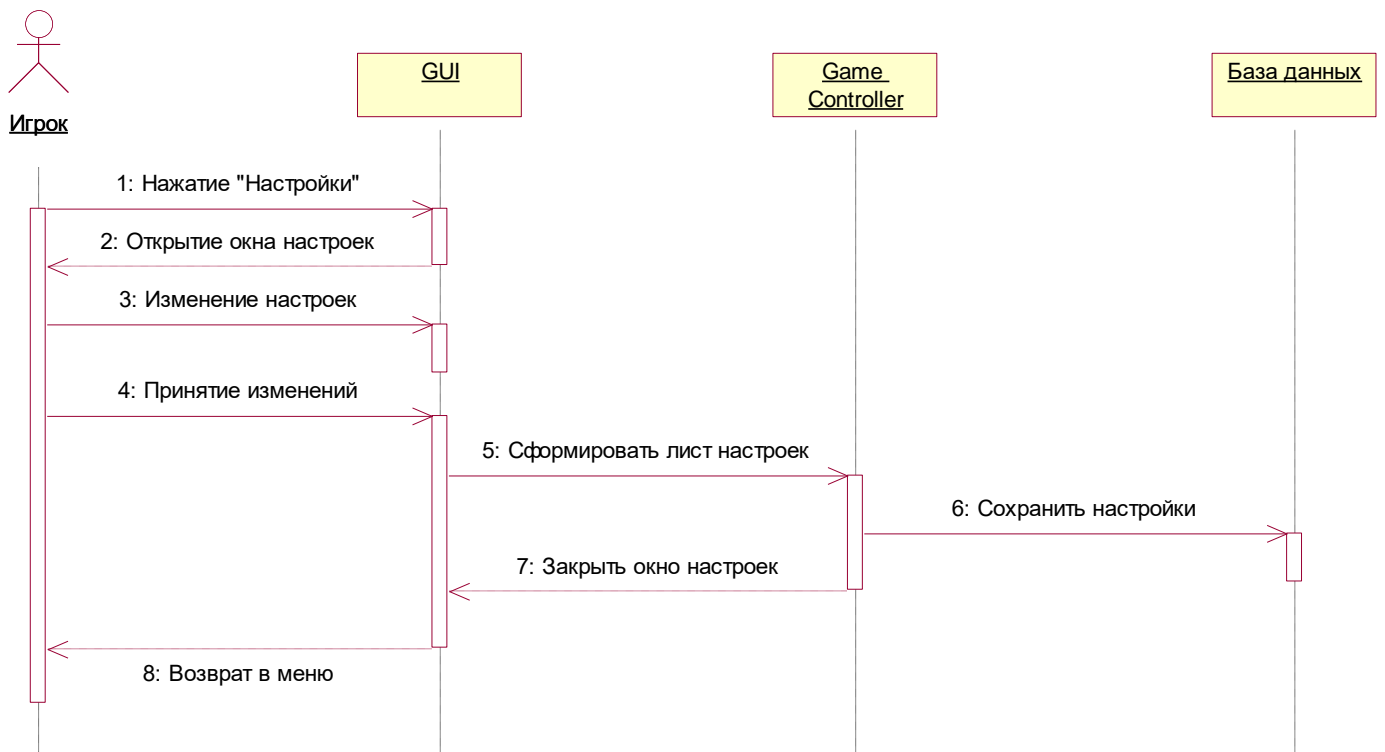 Игрок
GUI
Game
Controller
База данных
1: Нажатие "Настройки"
2: Открытие окна настроек
3: Изменение настроек
4: Принятие изменений
5: Сформировать лист настроек
6: Сохранить настройки
7: Закрыть окно настроек
8: Возврат в меню